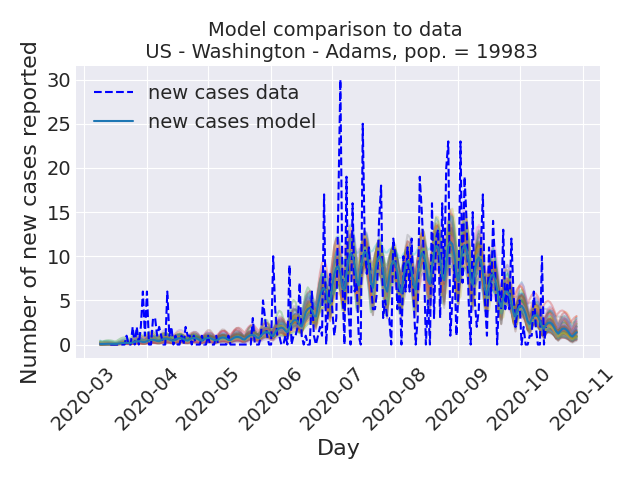 Model comparison to data
US - Washington - Adams, pop. = 19983
Number of new cases reported
30
25
20
15
10
5
0
new cases data
new cases model
2020-03
2020-04
2020-05
2020-06
2020-07
2020-08
2020-09
2020-10
2020-11
Day